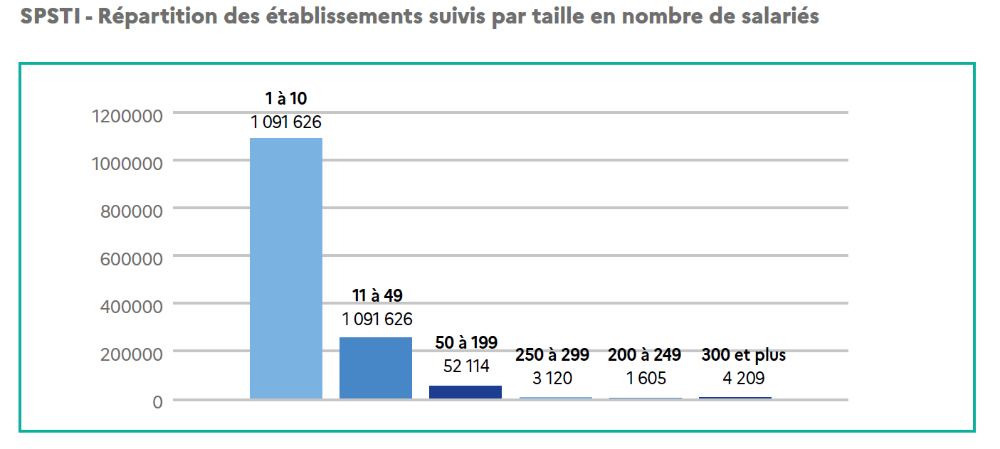 SPSTI - Répartition des établissements suivis par taille en nombre de salariés
1 à 10
1200000
1 091 626
1000000
800000
600000
11 à 49
400000
1 091 626
50 à 199
200000
250 à 299
200 à 249
300 et plus
52 114
3 120
1 605
4 209
0